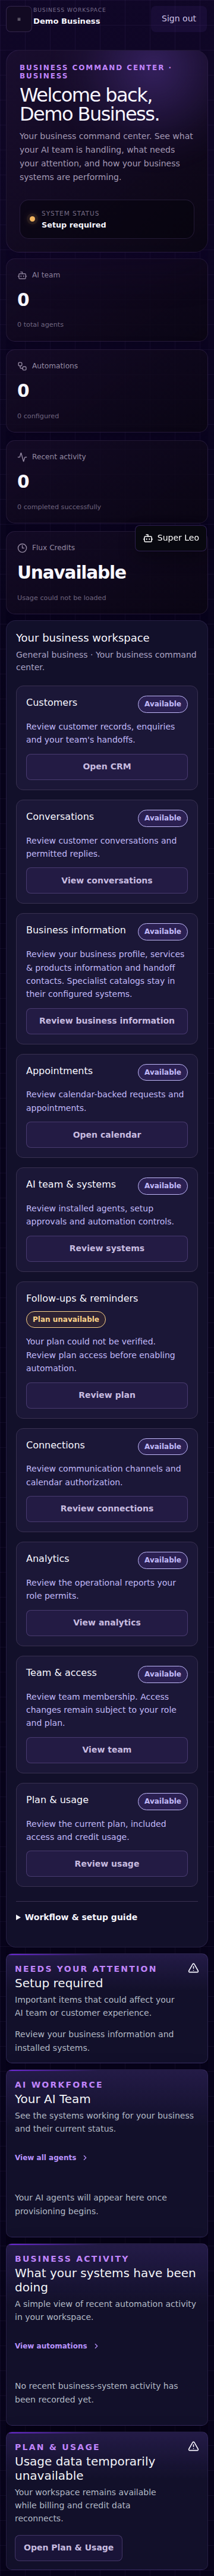 BUSINESS WORKSPACE
Demo Business
Sign out
BUSINESS COMMAND CENTER ·
BUSINESS
Welcome back,
Demo Business.
Your business command center. See what
your AI team is handling, what needs
your attention, and how your business
systems are performing.
SYSTEM STATUS
Setup required
AI team
0
0 total agents
Automations
0
0 configured
Recent activity
0
0 completed successfully
Super Leo
Flux Credits
Unavailable
Usage could not be loaded
Your business workspace
General business · Your business command
center.
Customers
Available
Review customer records, enquiries
and your team's handoffs.
Open CRM
Conversations
Available
Review customer conversations and
permitted replies.
View conversations
Business information
Available
Review your business profile, services
& products information and handoff
contacts. Specialist catalogs stay in
their configured systems.
Review business information
Appointments
Available
Review calendar-backed requests and
appointments.
Open calendar
AI team & systems
Available
Review installed agents, setup
approvals and automation controls.
Review systems
Follow-ups & reminders
Plan unavailable
Your plan could not be verified.
Review plan access before enabling
automation.
Review plan
Connections
Available
Review communication channels and
calendar authorization.
Review connections
Analytics
Available
Review the operational reports your
role permits.
View analytics
Team & access
Available
Review team membership. Access
changes remain subject to your role
and plan.
View team
Plan & usage
Available
Review the current plan, included
access and credit usage.
Review usage
Workflow & setup guide
NEEDS YOUR ATTENTION
Setup required
Important items that could affect your
AI team or customer experience.
Review your business information and
installed systems.
AI WORKFORCE
Your AI Team
See the systems working for your business
and their current status.
View all agents
Your AI agents will appear here once
provisioning begins.
BUSINESS ACTIVITY
What your systems have been
doing
A simple view of recent automation activity
in your workspace.
View automations
No recent business-system activity has
been recorded yet.
PLAN & USAGE
Usage data temporarily
unavailable
Your workspace remains available
while billing and credit data
reconnects.
Open Plan & Usage